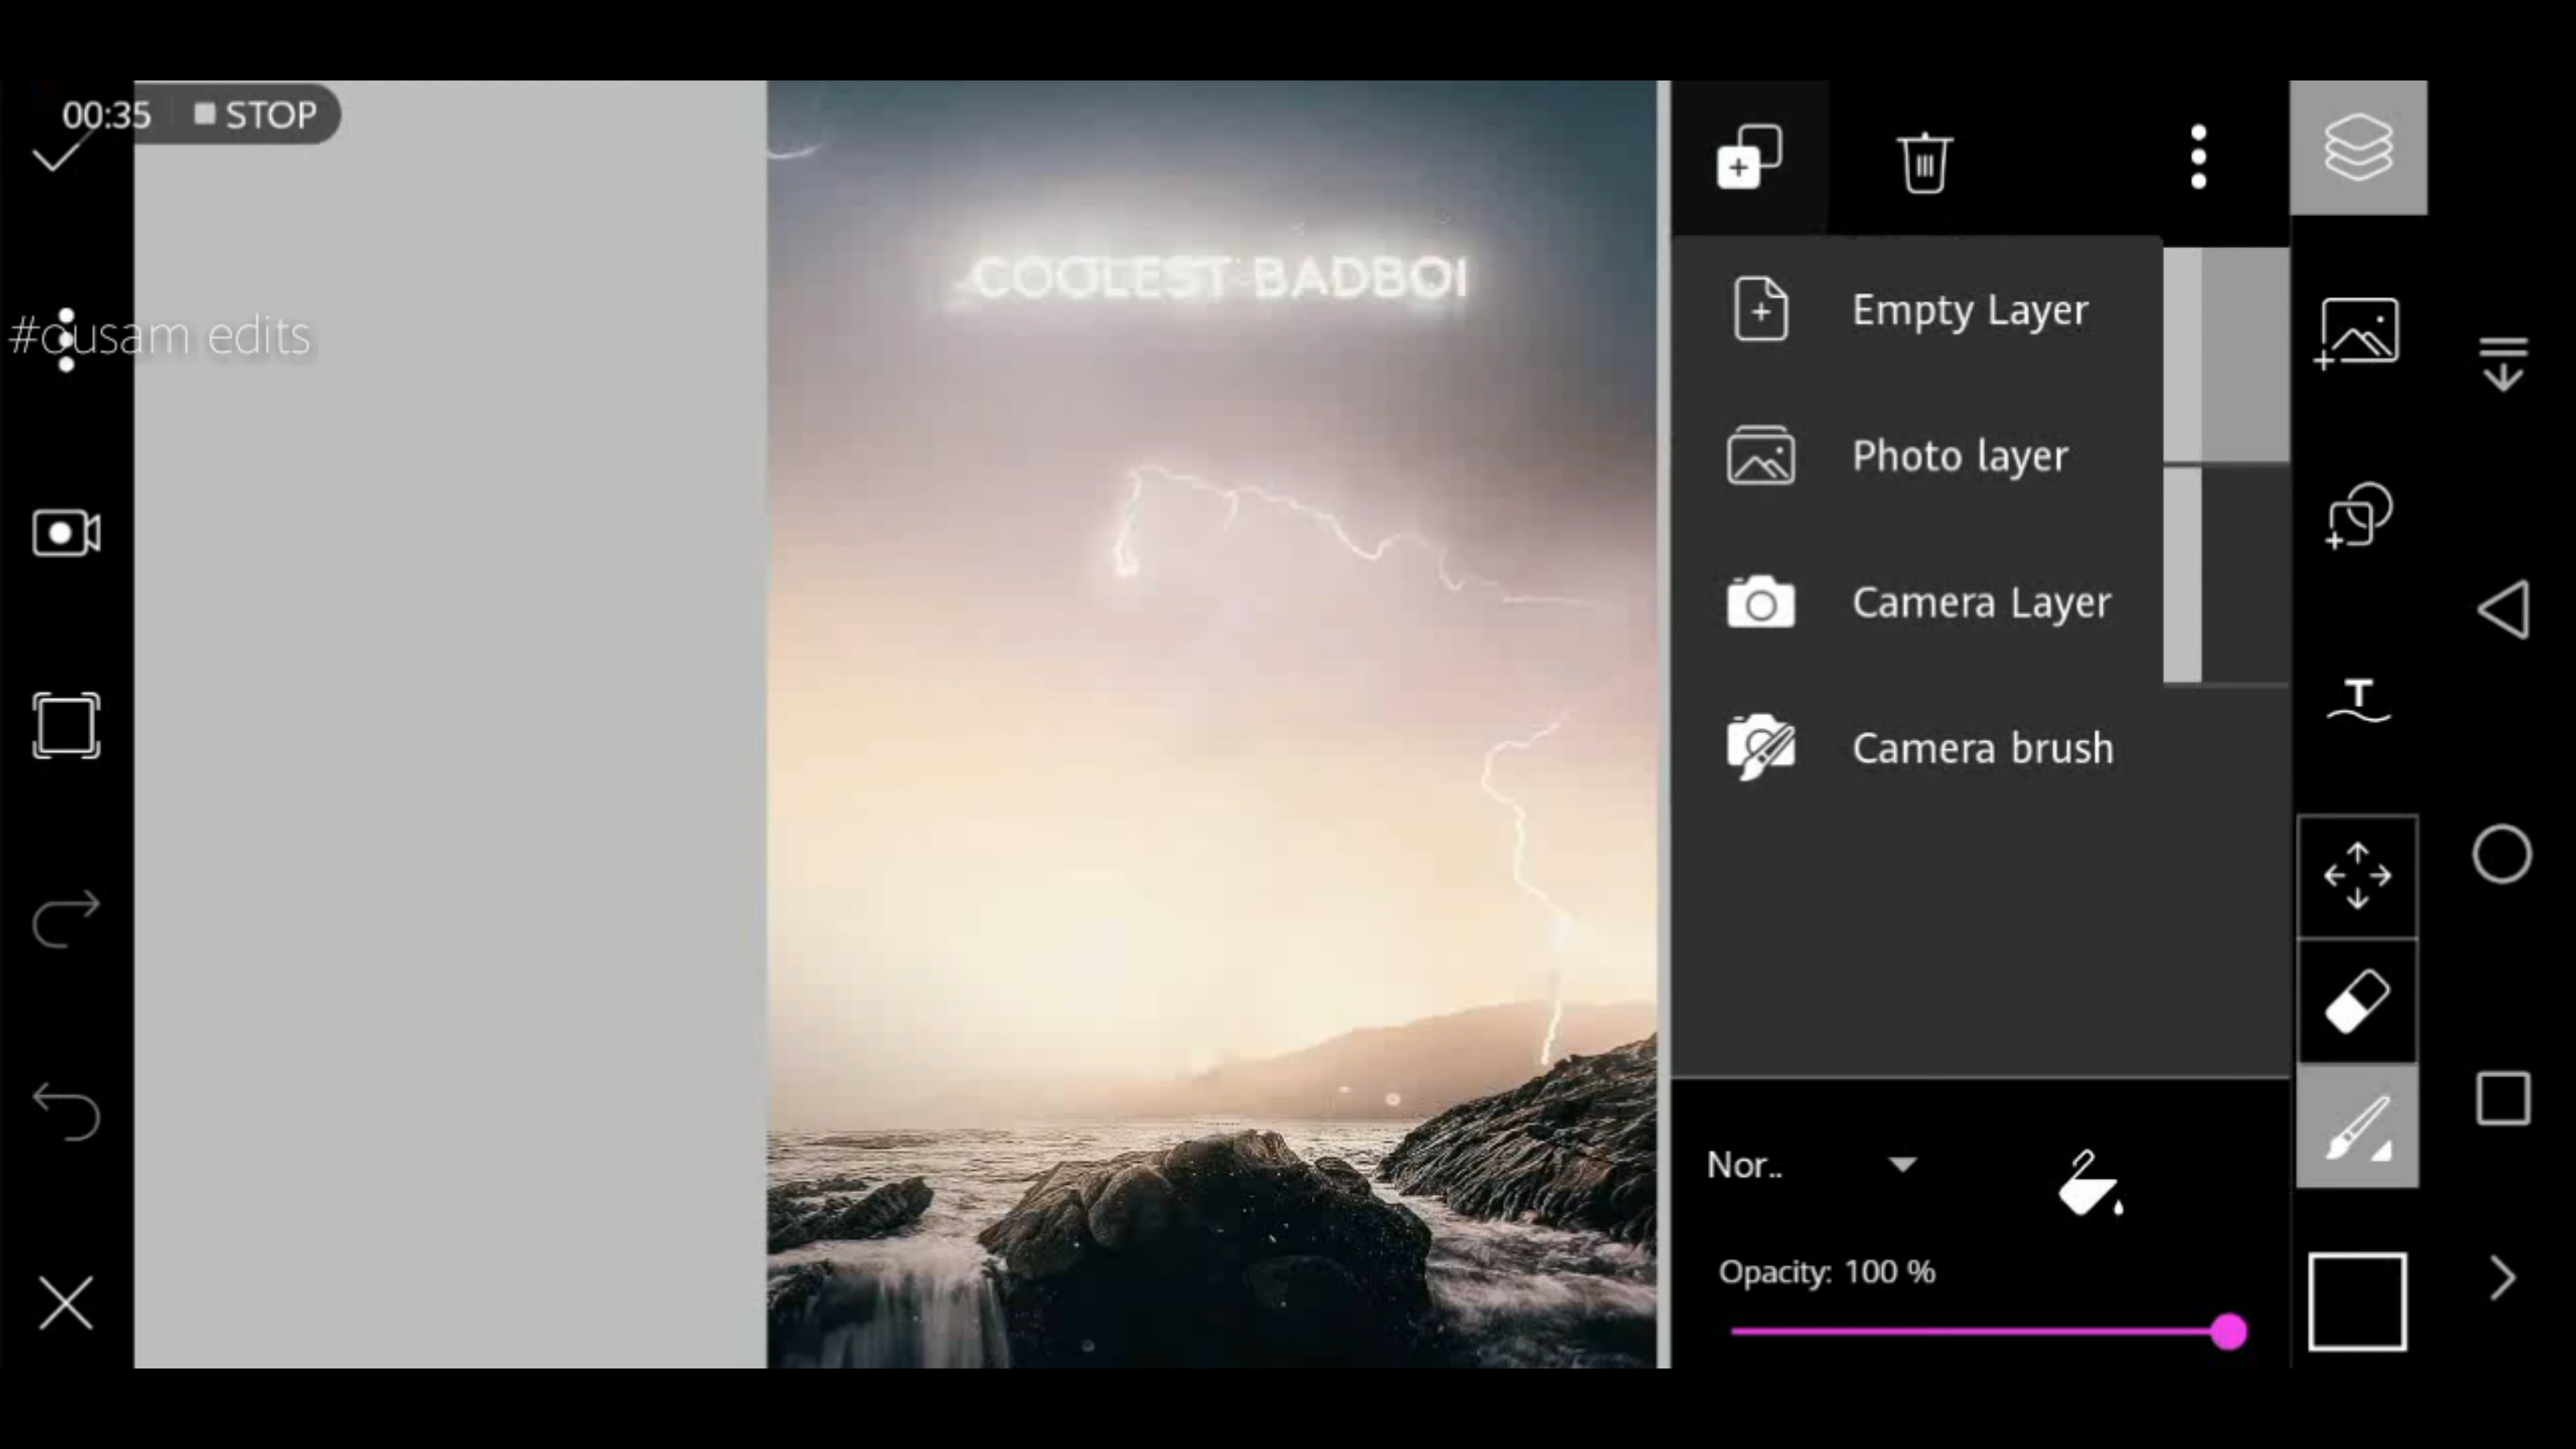 00:35 STOP
#ousam edits
COOLEST BADBOI
Empty Layer
Photo layer
Camera Layer
Camera brush
Nor..
Opacity: 100 %